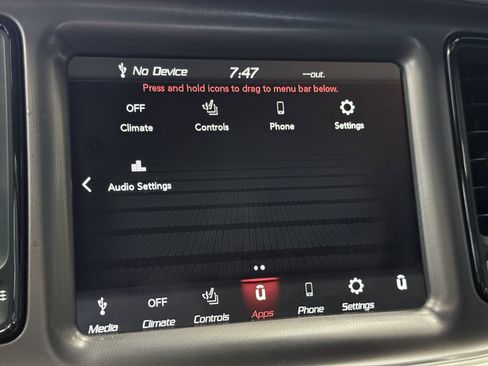 No Device 7:47 --out.
Press and hold icons to drag to menu bar below.
OFF
Climate Controls Phone Settings
Audio Settings
OFF
Media Climate Controls Apps Phone Settings